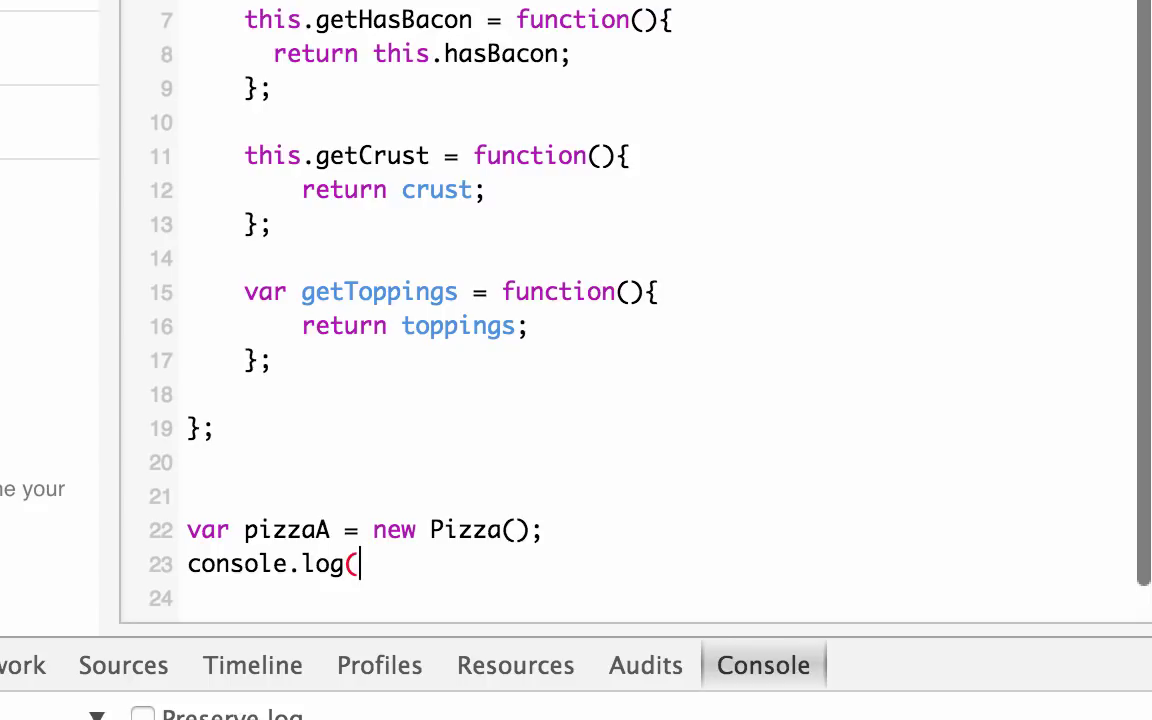 7 this.getHasBacon = function(){
8 return this.hasBacon;
9 };
10
11 this.getCrust = function(){
12 return crust;
13 };
14
15 var getToppings = function(){
16 return toppings;
17 };
18
19 };
20
21
22 var pizzaA = new Pizza();
23 console.log(
24
ne your
work Sources Timeline Profiles Resources Audits Console
▼ Preserve log